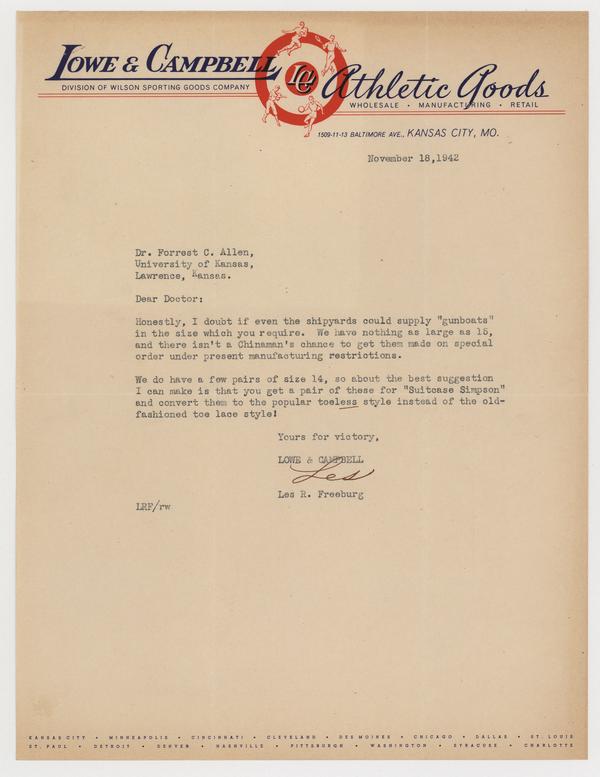 LOWE & CAMPBELL
DIVISION OF WILSON SPORTING GOODS COMPANY
LC
Athletic Goods
WHOLESALE • MANUFACTURING • RETAIL
1509-11-13 BALTIMORE AVE., KANSAS CITY, MO.
November 18,1942
Dr. Forrest C. Allen,
University of Kansas,
Lawrence, Kansas.
Dear Doctor:
Honestly, I doubt if even the shipyards could supply "gunboats"
in the size which you require. We have nothing as large as 15,
and there isn't a Chinaman's chance to get them made on special
order under present manufacturing restrictions.
We do have a few pairs of size 14, so about the best suggestion
I can make is that you get a pair of these for "Suitcase Simpson"
and convert them to the popular toeless style instead of the old-
fashioned toe lace style!
Yours for victory,
LOWE & CAMPBELL
Les
Les R. Freeburg
LRF/rw
KANSAS CITY • MINNEAPOLIS • CINCINNATI • CLEVELAND • DES MOINES • CHICAGO • DALLAS • ST. LOUIS
ST. PAUL • DETROIT • DENVER • NASHVILLE • PITTSBURGH • WASHINGTON • SYRACUSE • CHARLOTTE